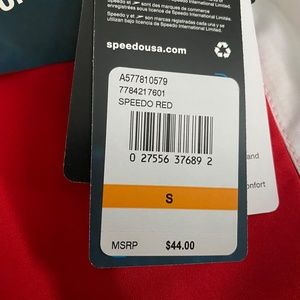 Speedo et
sont des marques de commerce
enregistrées sous licence de Speedo International Limited.
Speedo y el
son marcas registradas cada una y se
utilizan bajo licencia de Speedo International Limited.
speedousa.com
A577810579
7784217601
SPEEDO RED
0 27556 37689 2
and
S
MSRP $44.00